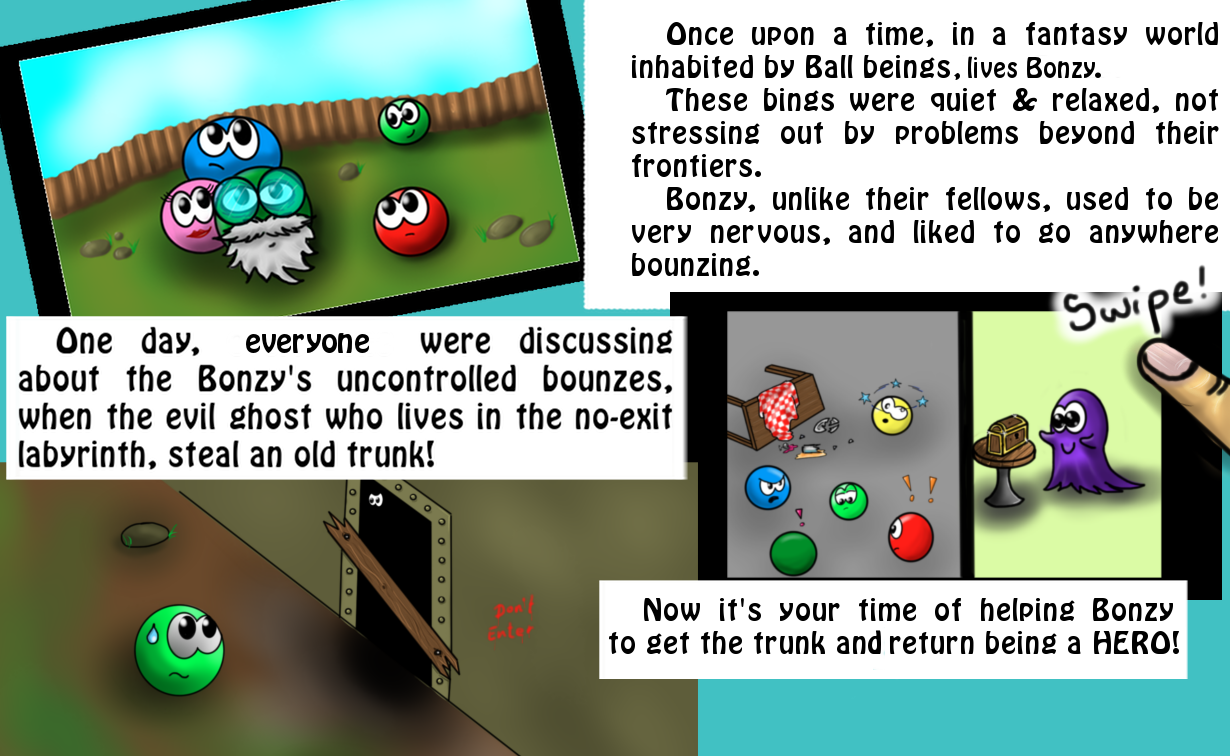 Once upon a time, in a fantasy world
inhabited by Ball beings, lives Bonzy.
These bings were quiet & relaxed, not
stressing out by problems beyond their
frontiers.
Bonzy, unlike their fellows, used to be
very nervous, and liked to go anywhere
bounzing.
One day, everyone were discussing
about the Bonzy's uncontrolled bounzes,
when the evil ghost who lives in the no-exit
labyrinth, steal an old trunk!
Swipe!
! ! !
Don't
Enter
Now it's your time of helping Bonzy
to get the trunk and return being a HERO!